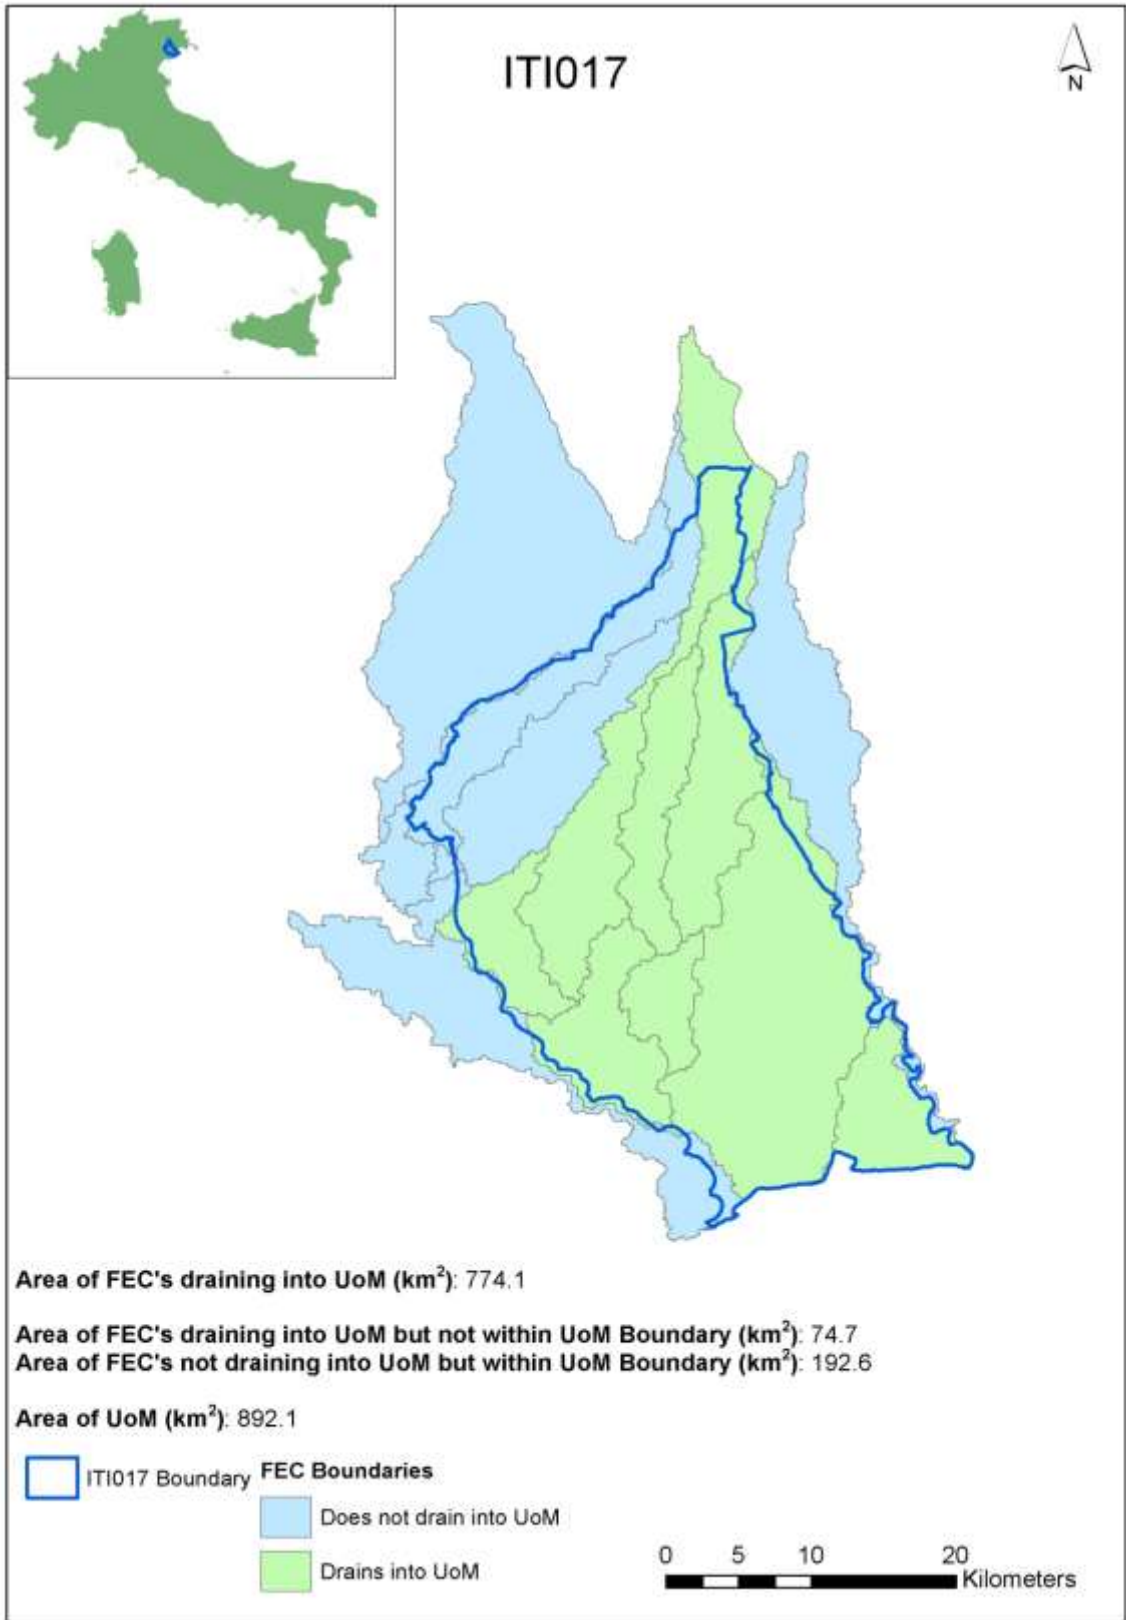 ITI017
N
Area of FEC's draining into UoM (km²): 774.1
Area of FEC's draining into UoM but not within UoM Boundary (km²): 74.7
Area of FEC's not draining into UoM but within UoM Boundary (km²): 192.6
Area of UoM (km²): 892.1
ITI017 Boundary
FEC Boundaries
Does not drain into UoM
Drains into UoM
0 5 10 20
Kilometers